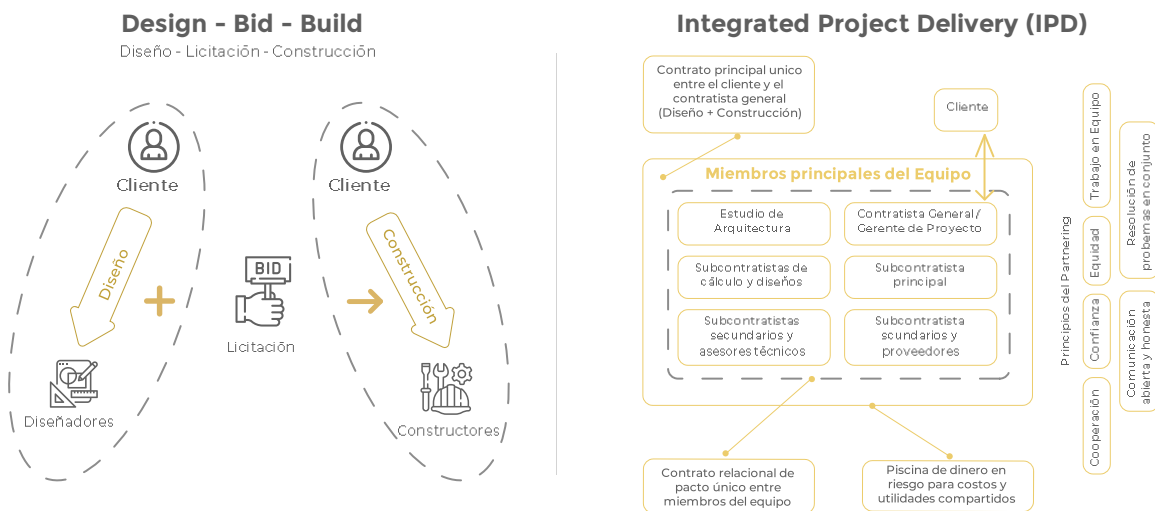 Design - Bid - Build
Diseño - Licitación - Construcción
Cliente
Diseño
Diseñadores
BID
Licitación
Cliente
Construcción
Constructores
Integrated Project Delivery (IPD)
Contrato principal unico
entre el cliente y el
contratista general
(Diseño + Construcción)
Cliente
Miembros principales del Equipo
Estudio de
Arquitectura
Contratista General/
Gerente de Proyecto
Subcontratistas de
cálculo y diseños
Subcontratista
principal
Subcontratistas
secundarios y
asesores técnicos
Subcontratista
scundarios y
proveedores
Contrato relacional de
pacto único entre
miembros del equipo
Piscina de dinero en
riesgo para costos y
utilidades compartidos
Principios del Partnering
Trabajo en Equipo
Equidad
Confianza
Cooperación
Resolución de
probemas en conjunto
Comunicación
abierta y honesta